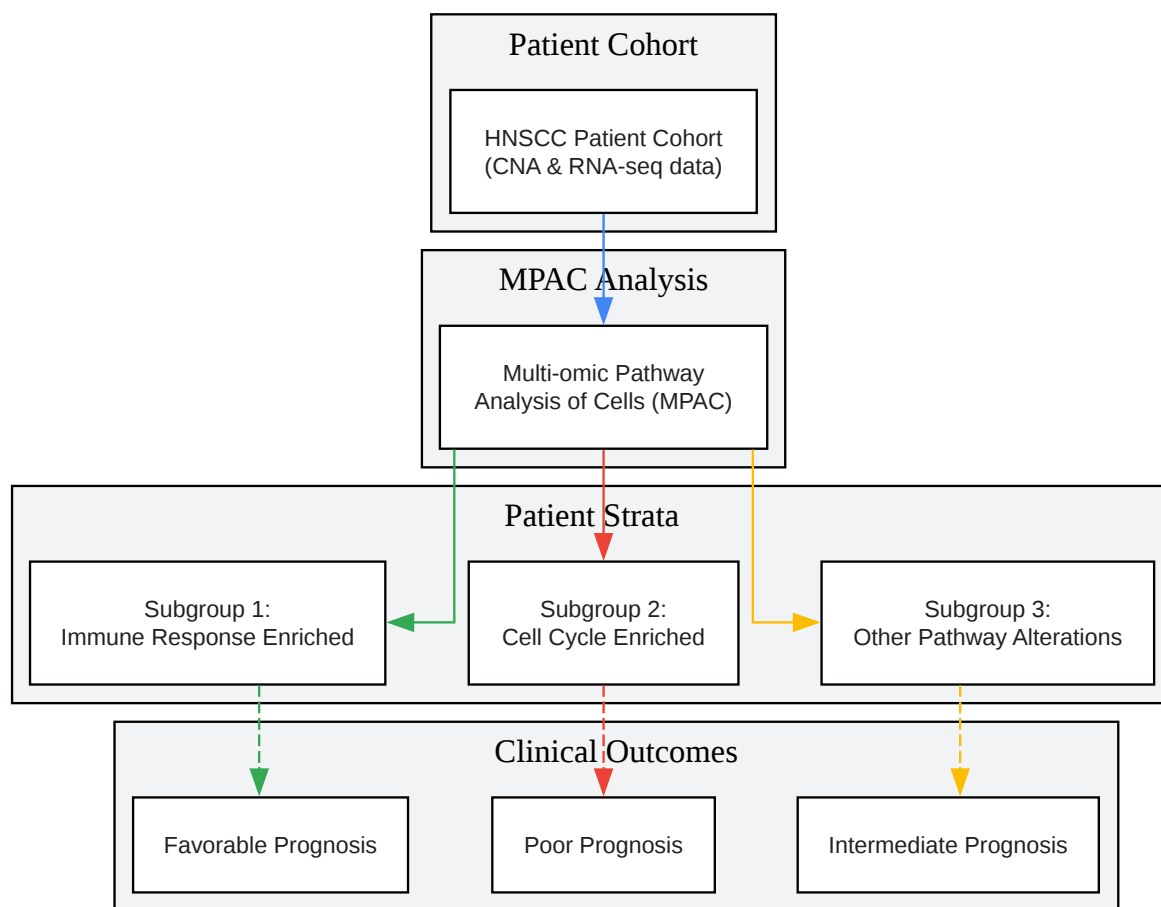 Patient Cohort
HNSCC Patient Cohort
(CNA & RNA-seq data)
MPAC Analysis
Multi-omic Pathway
Analysis of Cells (MPAC)
Patient Strata
Subgroup 1:
Immune Response Enriched
Subgroup 2:
Cell Cycle Enriched
Subgroup 3:
Other Pathway Alterations
Clinical Outcomes
Favorable Prognosis
Poor Prognosis
Intermediate Prognosis